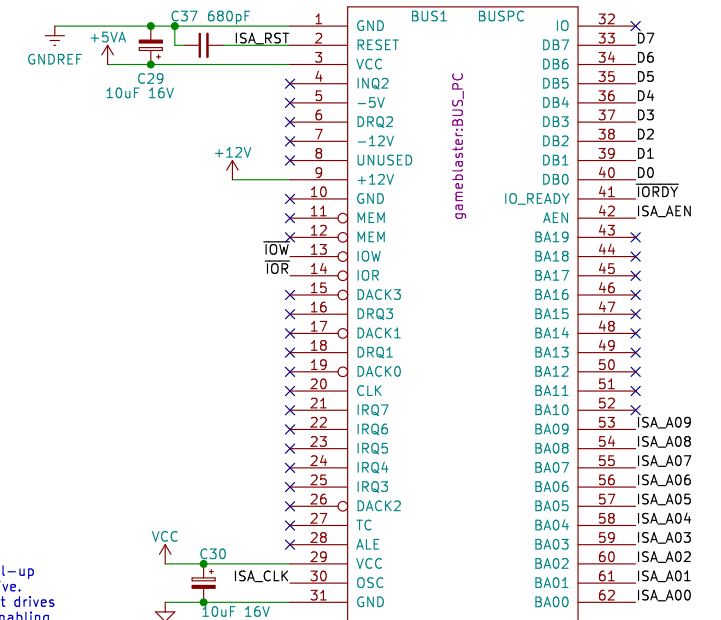 C37 680pF
BUS1 BUSPC
1 GND IO 32
+5VA
ISA_RST 2 RESET DB7 33 D7
GNDREF
3 VCC DB6 34 D6
C29
10uF 16V
4 INQ2 DB5 35 D5
5 -5V DB4 36 D4
6 DRQ2 DB3 37 D3
7 -12V DB2 38 D2
+12V
8 UNUSED DB1 39 D1
9 +12V DB0 40 D0
gameblaster:BUS_PC
10 GND IO_READY 41 IORDY
11 MEM AEN 42 ISA_AEN
12 MEM BA19 43
IOW 13 IOW BA18 44
IOR 14 IOR BA17 45
15 DACK3 BA16 46
16 DRQ3 BA15 47
17 DACK1 BA14 48
18 DRQ1 BA13 49
19 DACK0 BA12 50
20 CLK BA11 51
21 IRQ7 BA10 52
22 IRQ6 BA09 53 ISA_A09
23 IRQ5 BA08 54 ISA_A08
24 IRQ4 BA07 55 ISA_A07
25 IRQ3 BA06 56 ISA_A06
26 DACK2 BA05 57 ISA_A05
27 TC BA04 58 ISA_A04
VCC
28 ALE BA03 59 ISA_A03
C30
29 VCC BA02 60 ISA_A02
ISA_CLK 30 OSC BA01 61 ISA_A01
31 GND BA00 62 ISA_A00
10uF 16V
l-up
ve.
t drives
nabling